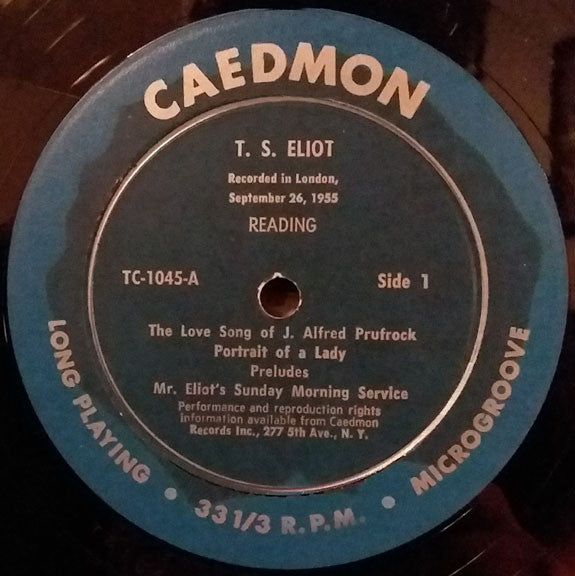 CAEDMON
T. S. ELIOT
Recorded in London,
September 26, 1955
READING
TC-1045-A
Side 1
The Love Song of J. Alfred Prufrock
Portrait of a Lady
Preludes
Mr. Eliot's Sunday Morning Service
Performance and reproduction rights
information available from Caedmon
Records Inc., 277 5th Ave., N. Y.
LONG PLAYING • 33 1/3 R.P.M. • MICROGROOVE